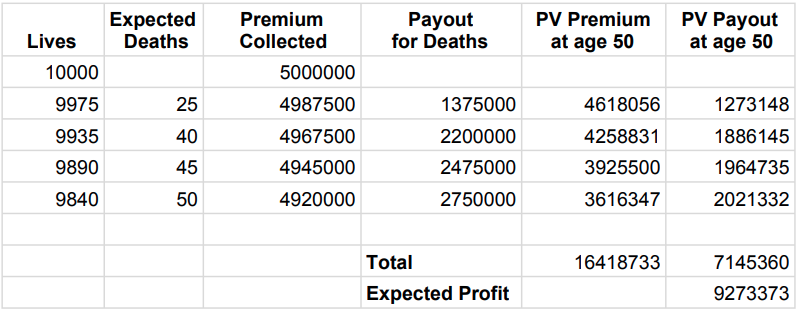 Lives Expected Deaths Premium Collected Payout for Deaths PV Premium at age 50 PV Payout at age 50
10000 5000000
9975 25 4987500 1375000 4618056 1273148
9935 40 4967500 2200000 4258831 1886145
9890 45 4945000 2475000 3925500 1964735
9840 50 4920000 2750000 3616347 2021332
Total 16418733 7145360
Expected Profit 9273373